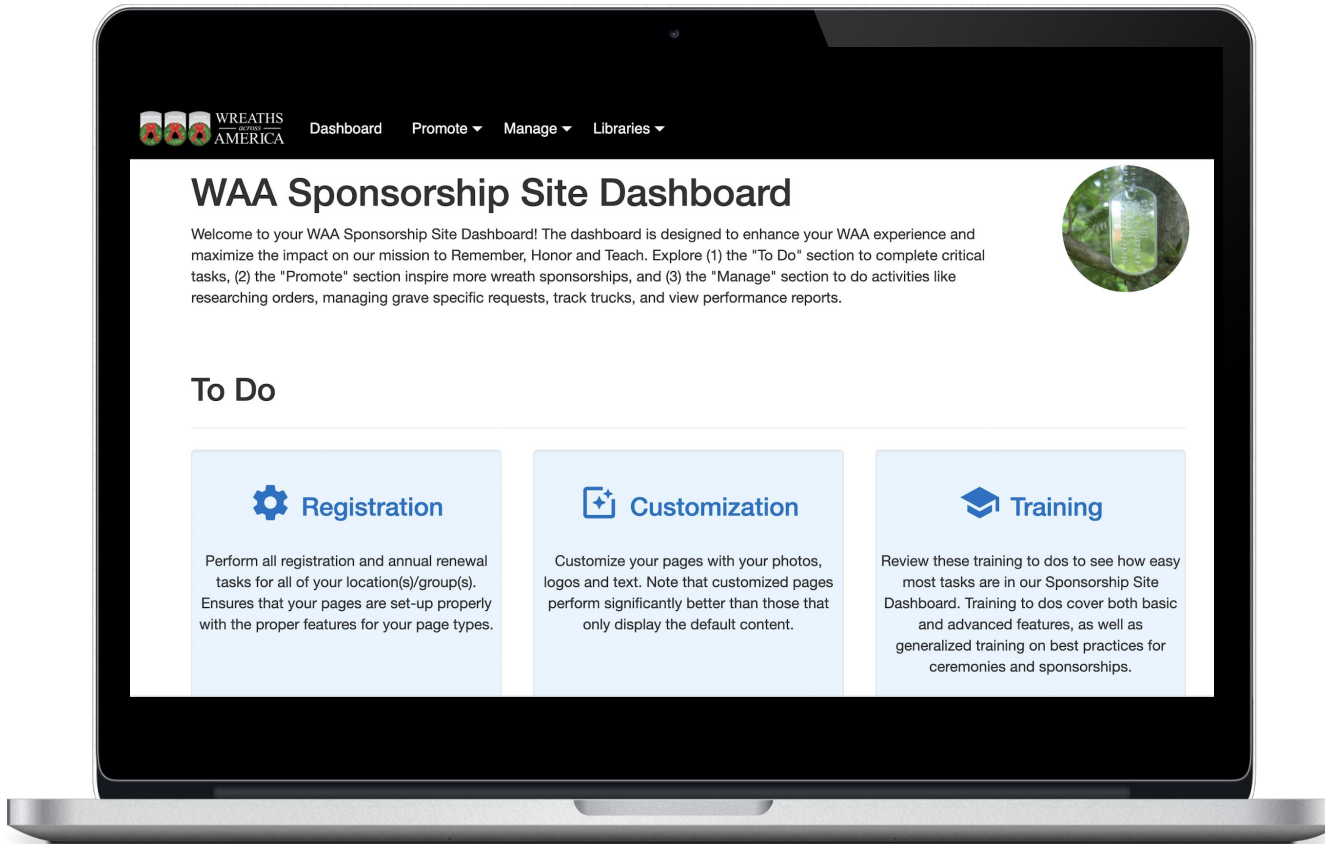 WREATHS
across
AMERICA
Dashboard Promote Manage Libraries
WAA Sponsorship Site Dashboard
Welcome to your WAA Sponsorship Site Dashboard! The dashboard is designed to enhance your WAA experience and
maximize the impact on our mission to Remember, Honor and Teach. Explore (1) the "To Do" section to complete critical
tasks, (2) the "Promote" section inspire more wreath sponsorships, and (3) the "Manage" section to do activities like
researching orders, managing grave specific requests, track trucks, and view performance reports.
To Do
Registration
Perform all registration and annual renewal
tasks for all of your location(s)/group(s).
Ensures that your pages are set-up properly
with the proper features for your page types.
Customization
Customize your pages with your photos,
logos and text. Note that customized pages
perform significantly better than those that
only display the default content.
Training
Review these training to dos to see how easy
most tasks are in our Sponsorship Site
Dashboard. Training to dos cover both basic
and advanced features, as well as
generalized training on best practices for
ceremonies and sponsorships.